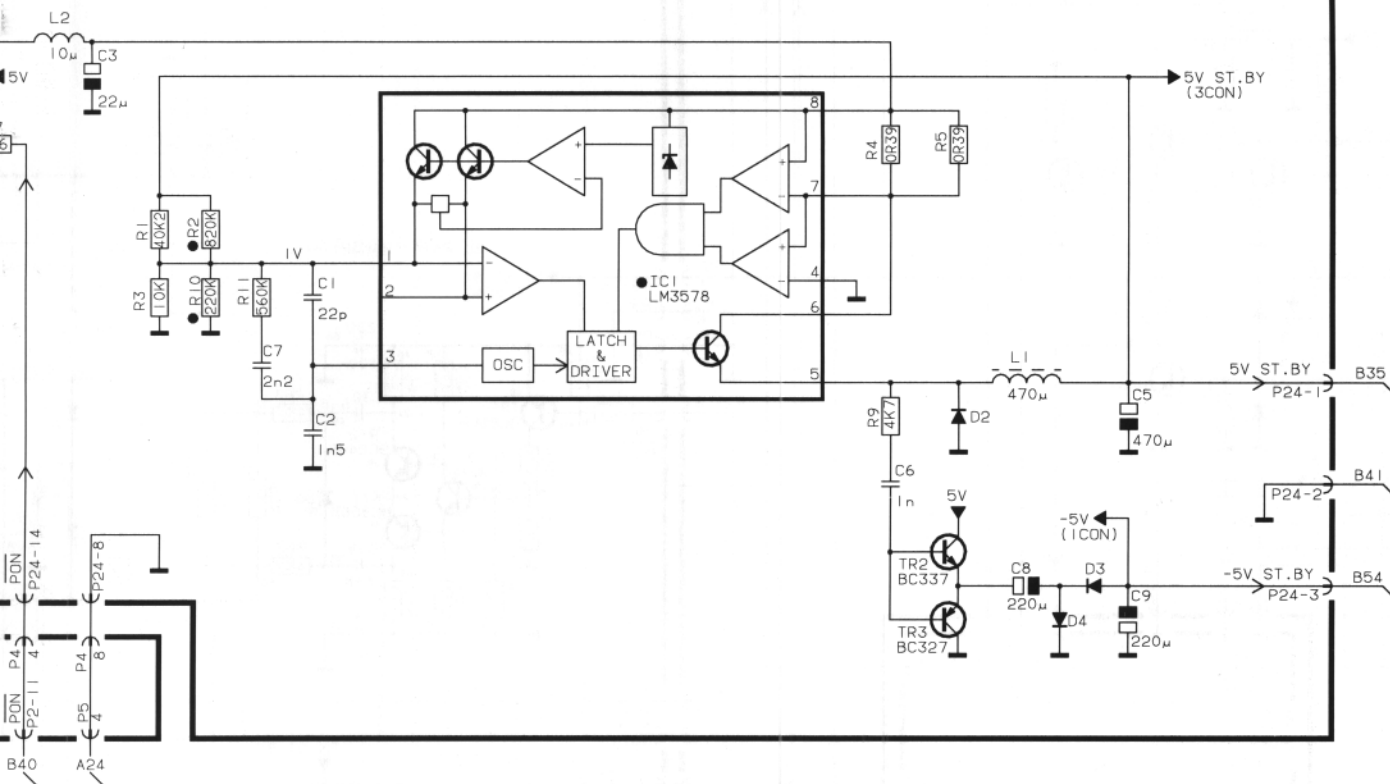 L2
10μ
C3
22μ
5V
5V ST.BY
(3CON)
8
R4
0R39
R5
0R39
+
−
+
−
7
R1
40K2
R2
820K
1V
1
R3
10K
R10
220K
R11
560K
C1
22p
2
−
+
+
−
4
IC1
LM3578
6
C7
2n2
3
OSC
LATCH
&
DRIVER
5
C2
1n5
L1
470μ
5V ST.BY
P24-1
B35
R9
4K7
D2
C5
470μ
C6
1n
5V
B41
P24-2
-5V
(1CON)
PON
P24-14
P24-8
TR2
BC337
C8
220μ
D3
-5V ST.BY
P24-3
B54
C9
220μ
D4
TR3
BC327
P4
4
P4
8
PON
P2-11
P5
4
B40
A24